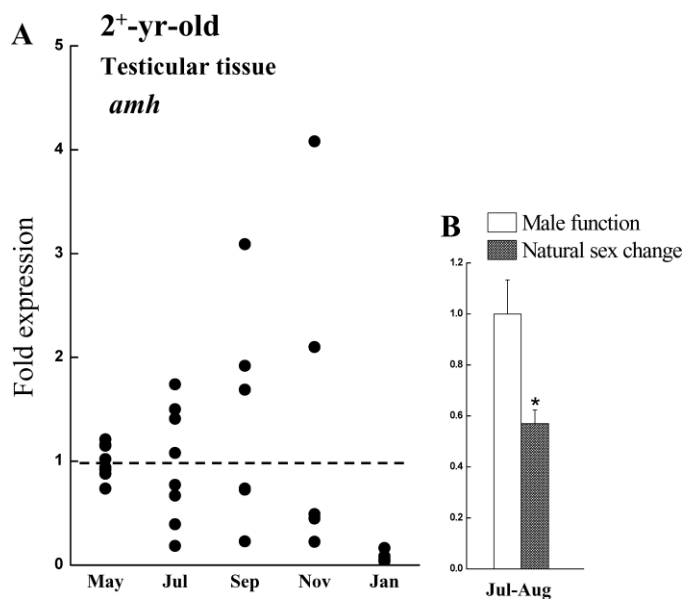 A
2⁺-yr-old
Testicular tissue
amh
Fold expression
5
4
3
2
1
0
May Jul Sep Nov Jan
B
Male function
Natural sex change
1.2
1.0
0.8
0.6
0.4
0.2
0.0
*
Jul-Aug